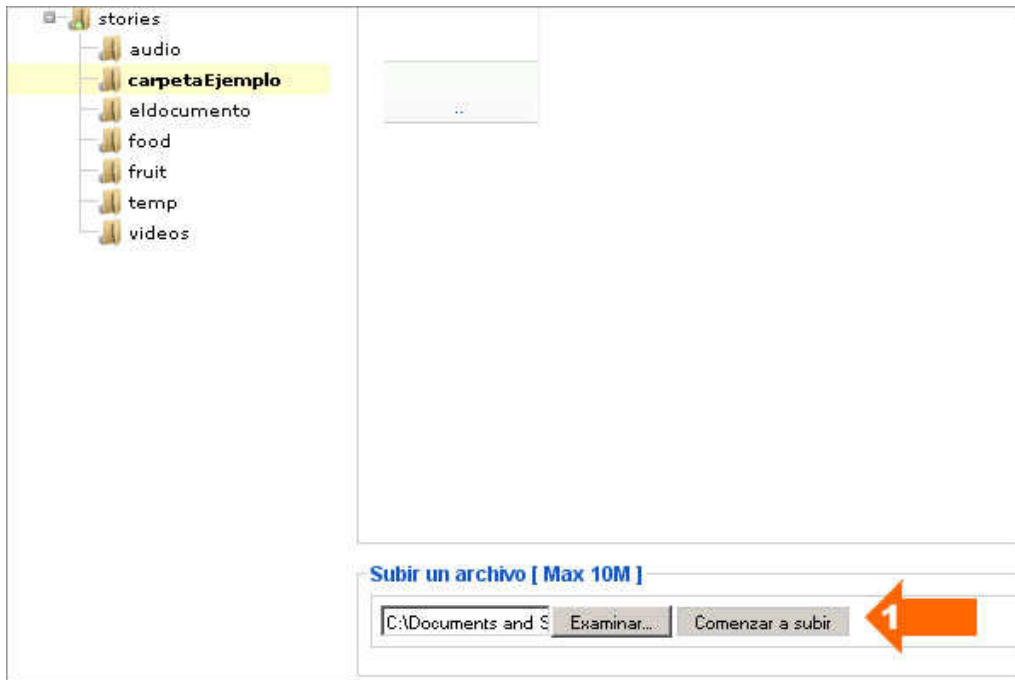 stories
audio
carpetaEjemplo
eldocumento
food
fruit
temp
videos
..
Subir un archivo [ Max 10M ]
C:\Documents and S Examinar... Comenzar a subir 1